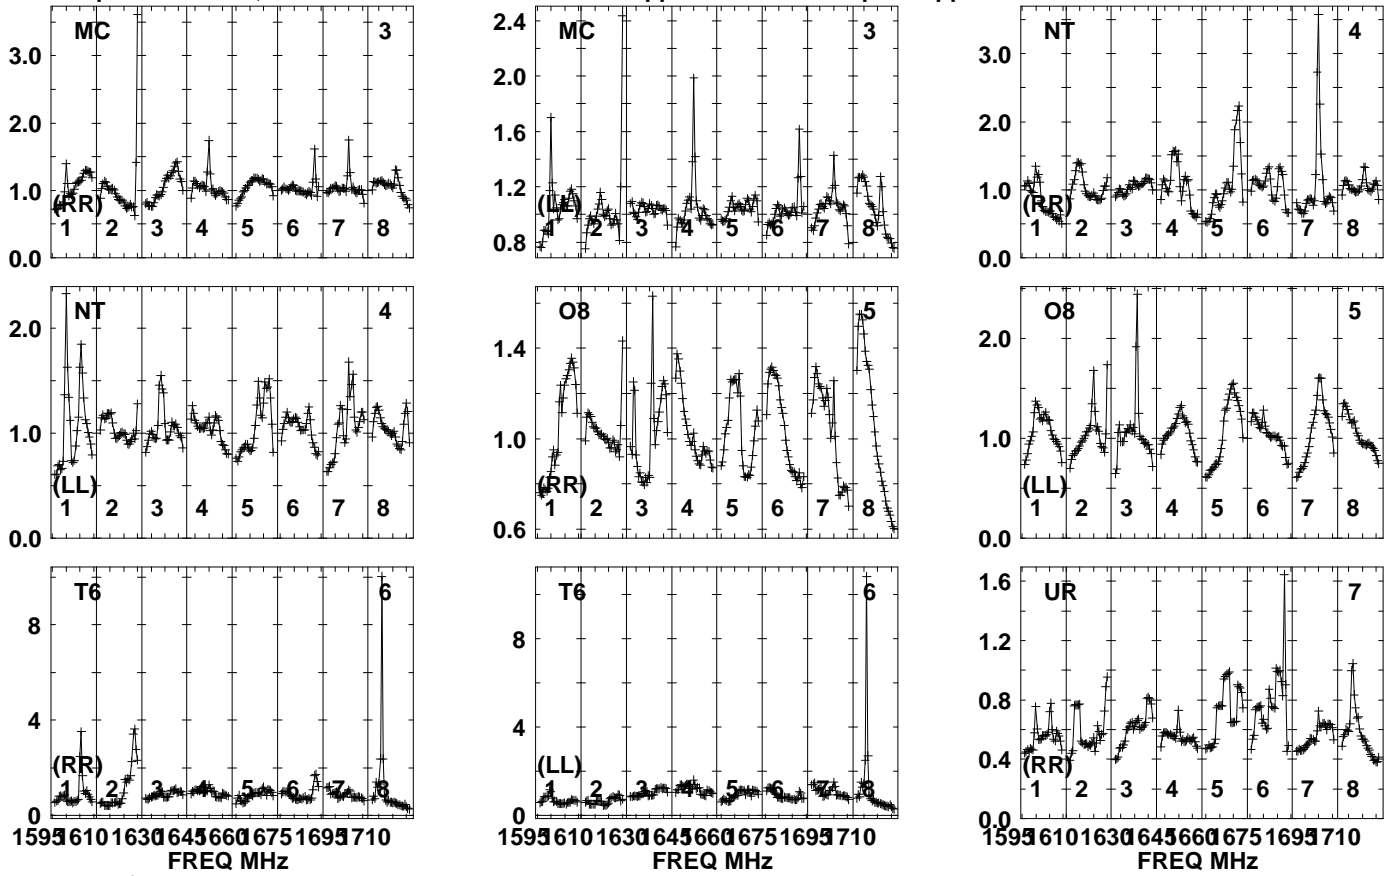 MC 3
3.0
2.0
1.0
0.0
(RR)
1 2 3 4 5 6 7 8
MC 3
2.4
2.0
1.6
1.2
0.8
(LL)
1 2 3 4 5 6 7 8
NT 4
3.0
2.0
1.0
0.0
(RR)
1 2 3 4 5 6 7 8
NT 4
2.0
1.0
0.0
(LL)
1 2 3 4 5 6 7 8
O8 5
1.4
1.0
0.6
(RR)
1 2 3 4 5 6 7 8
O8 5
2.0
1.0
0.0
(LL)
1 2 3 4 5 6 7 8
T6 6
8
4
0
(RR)
1 2 3 4 5 6 7 8
1595 1610 1630 1645 1660 1675 1695 1710
FREQ MHz
T6 6
8
4
0
(LL)
1 2 3 4 5 6 7 8
1595 1610 1630 1645 1660 1675 1695 1710
FREQ MHz
UR 7
1.6
1.2
0.8
0.4
0.0
(RR)
1 2 3 4 5 6 7 8
1595 1610 1630 1645 1660 1675 1695 1710
FREQ MHz